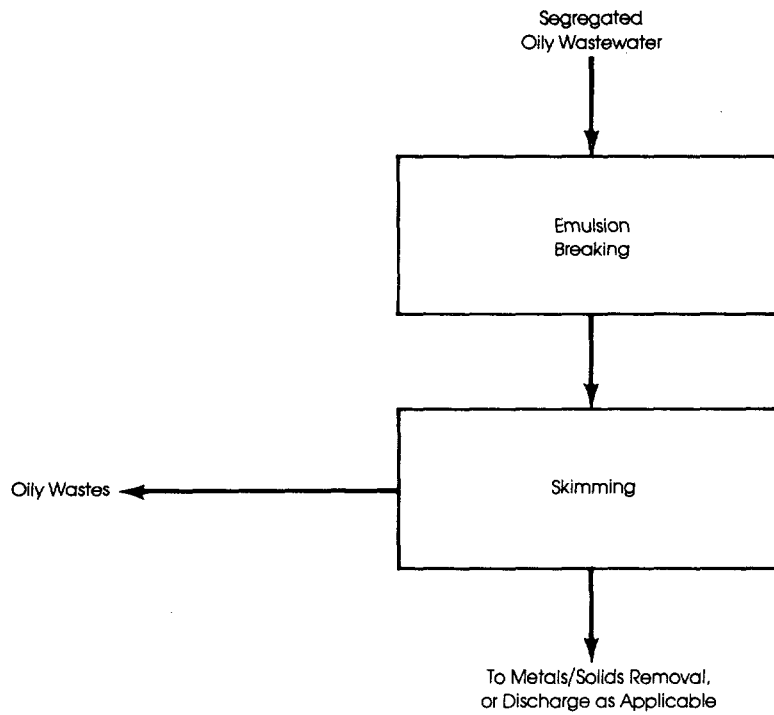 Segregated
Oily Wastewater
Emulsion
Breaking
Skimming
Oily Wastes
To Metals/Solids Removal,
or Discharge as Applicable